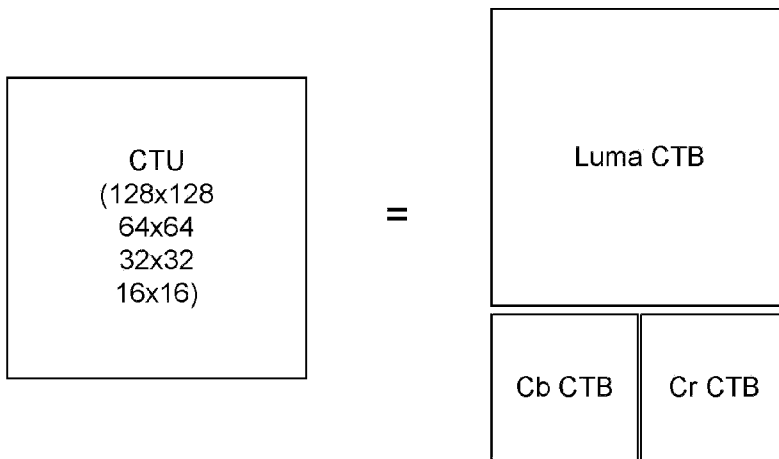 CTU
(128x128
64x64
32x32
16x16)
=
Luma CTB
Cb CTB
Cr CTB